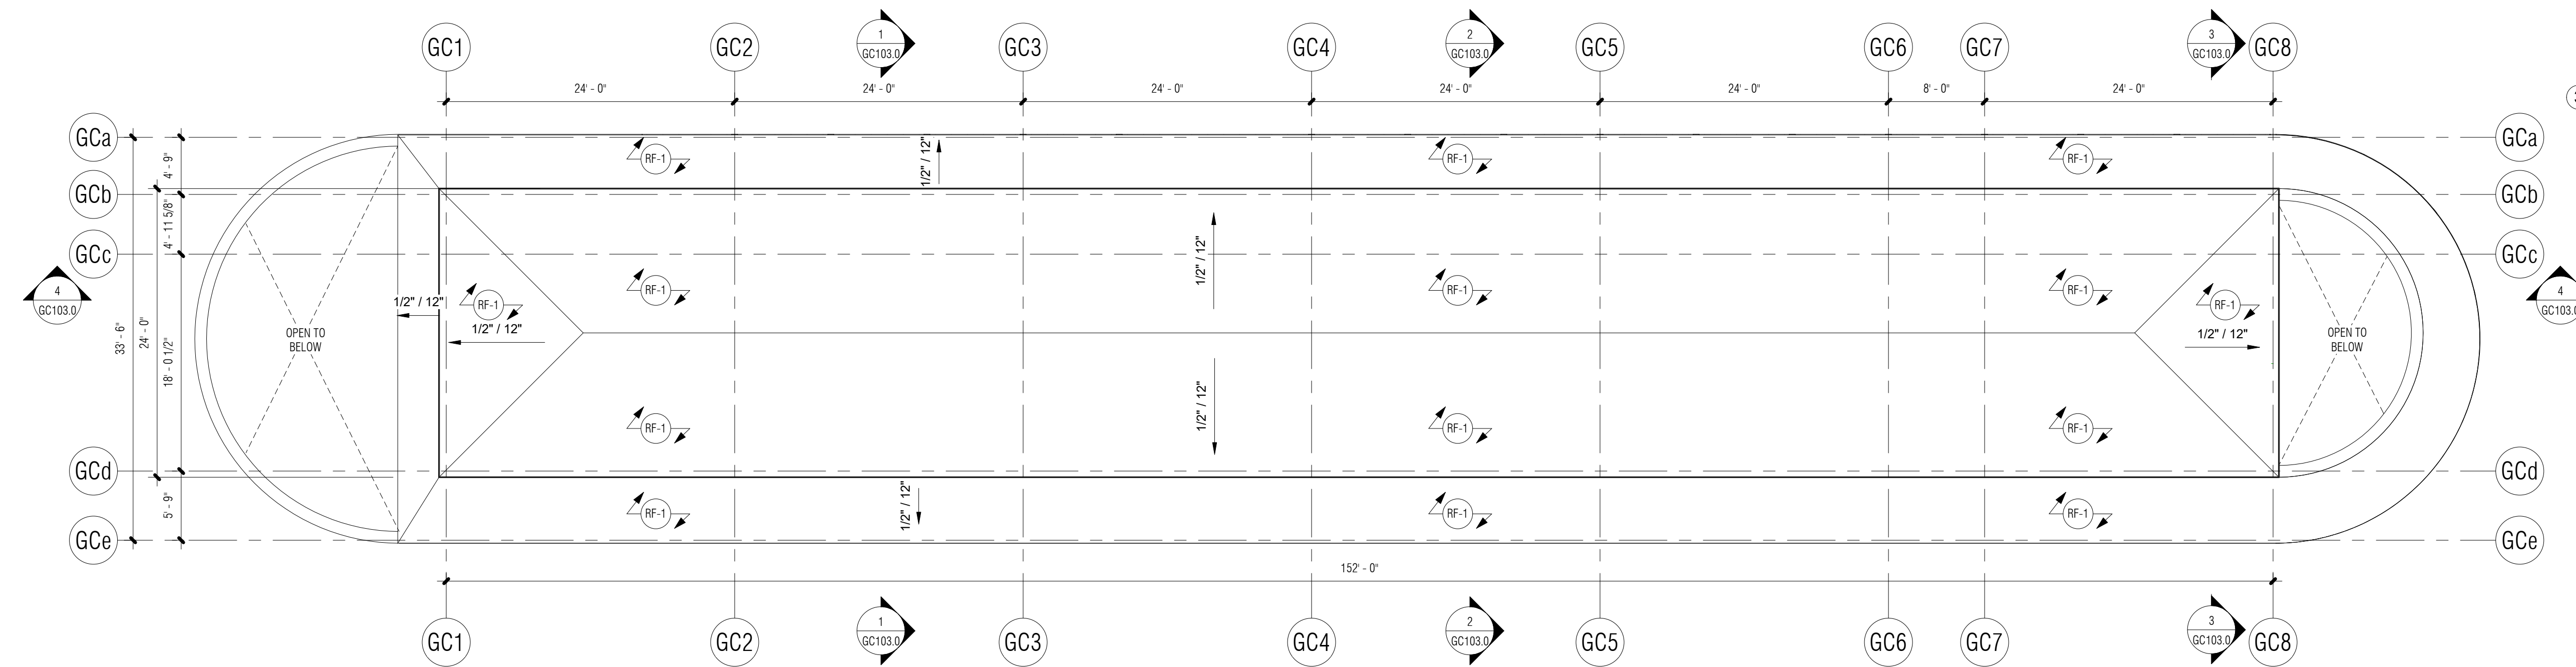 GC1
GC2
1
GC103.0
GC3
GC4
2
GC103.0
GC5
GC6
GC7
3
GC103.0
GC8
24' - 0"
24' - 0"
24' - 0"
24' - 0"
24' - 0"
8' - 0"
24' - 0"
GCa
GCa
4' - 9"
RF-1
1/2" / 12"
RF-1
RF-1
GCb
GCb
4' - 11 5/8"
GCc
GCc
1/2" / 12"
4
GC103.0
RF-1
RF-1
RF-1
4
GC103.0
1/2" / 12"
RF-1
1/2" / 12"
RF-1
1/2" / 12"
OPEN TO
BELOW
OPEN TO
BELOW
33' - 6"
24' - 0"
18' - 0 1/2"
1/2" / 12"
RF-1
RF-1
RF-1
GCd
GCd
5' - 9"
1/2" / 12"
RF-1
RF-1
RF-1
GCe
GCe
152' - 0"
GC1
GC2
1
GC103.0
GC3
GC4
2
GC103.0
GC5
GC6
GC7
3
GC103.0
GC8